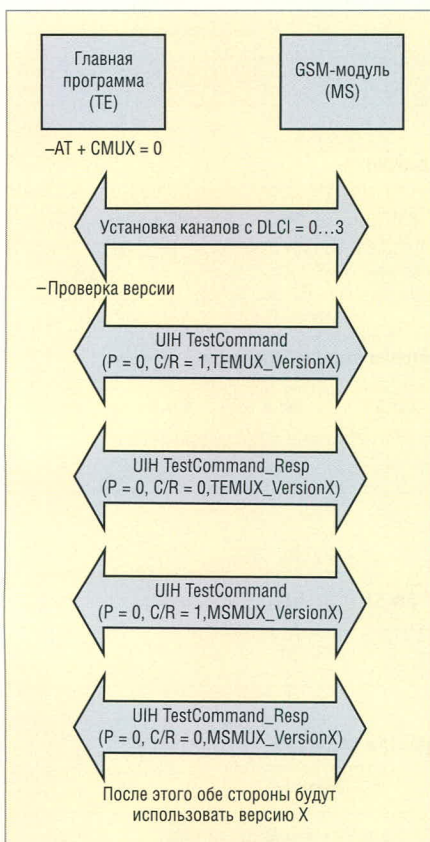 Главная
программа
(TE)
GSM-модуль
(MS)
–AT + CMUX = 0
Установка каналов с DLCI = 0...3
–Проверка версии
UIH TestCommand
(P = 0, C/R = 1,TEMUX_VersionX)
UIH TestCommand_Resp
(P = 0, C/R = 0,TEMUX_VersionX)
UIH TestCommand
(P = 0, C/R = 1,MSMUX_VersionX)
UIH TestCommand_Resp
(P = 0, C/R = 0,MSMUX_VersionX)
После этого обе стороны будут
использовать версию X